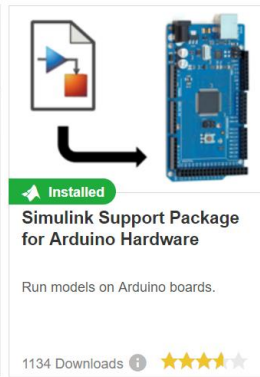 Installed
Simulink Support Package
for Arduino Hardware
Run models on Arduino boards.
1134 Downloads